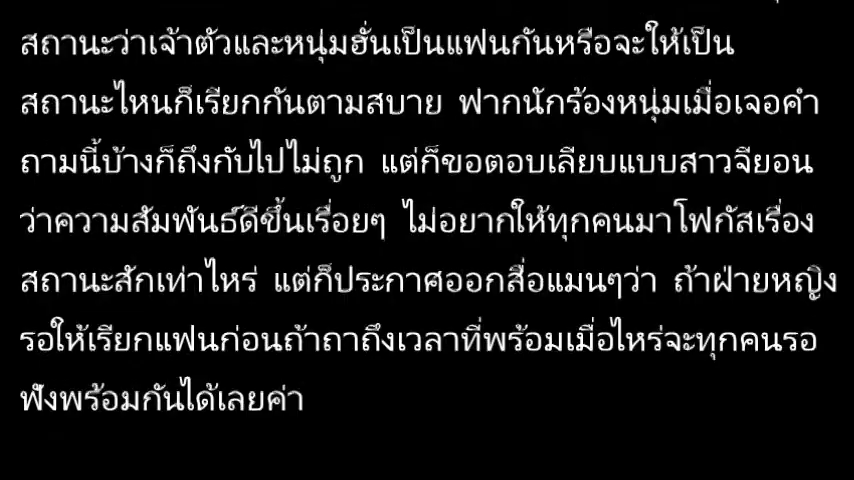 สถานะว่าเจ้าตัวและหนุ่มฮั่นเป็นแฟนกันหรือจะให้เป็น
สถานะไหนก็เรียกกันตามสบาย ฟากนักร้องหนุ่มเมื่อเจอคำ
ถามนี้บ้างก็ถึงกับไปไม่ถูก แต่ก็ขอตอบเลียบแบบสาวจียอน
ว่าความสัมพันธ์ดีขึ้นเรื่อยๆ ไม่อยากให้ทุกคนมาโฟกัสเรื่อง
สถานะสักเท่าไหร่ แต่ก็ประกาศออกสื่อแมนๆว่า ถ้าฝ่ายหญิง
รอให้เรียกแฟนก่อนถ้าถาถึงเวลาที่พร้อมเมื่อไหร่จะทุกคนรอ
ฟังพร้อมกันได้เลยค่า